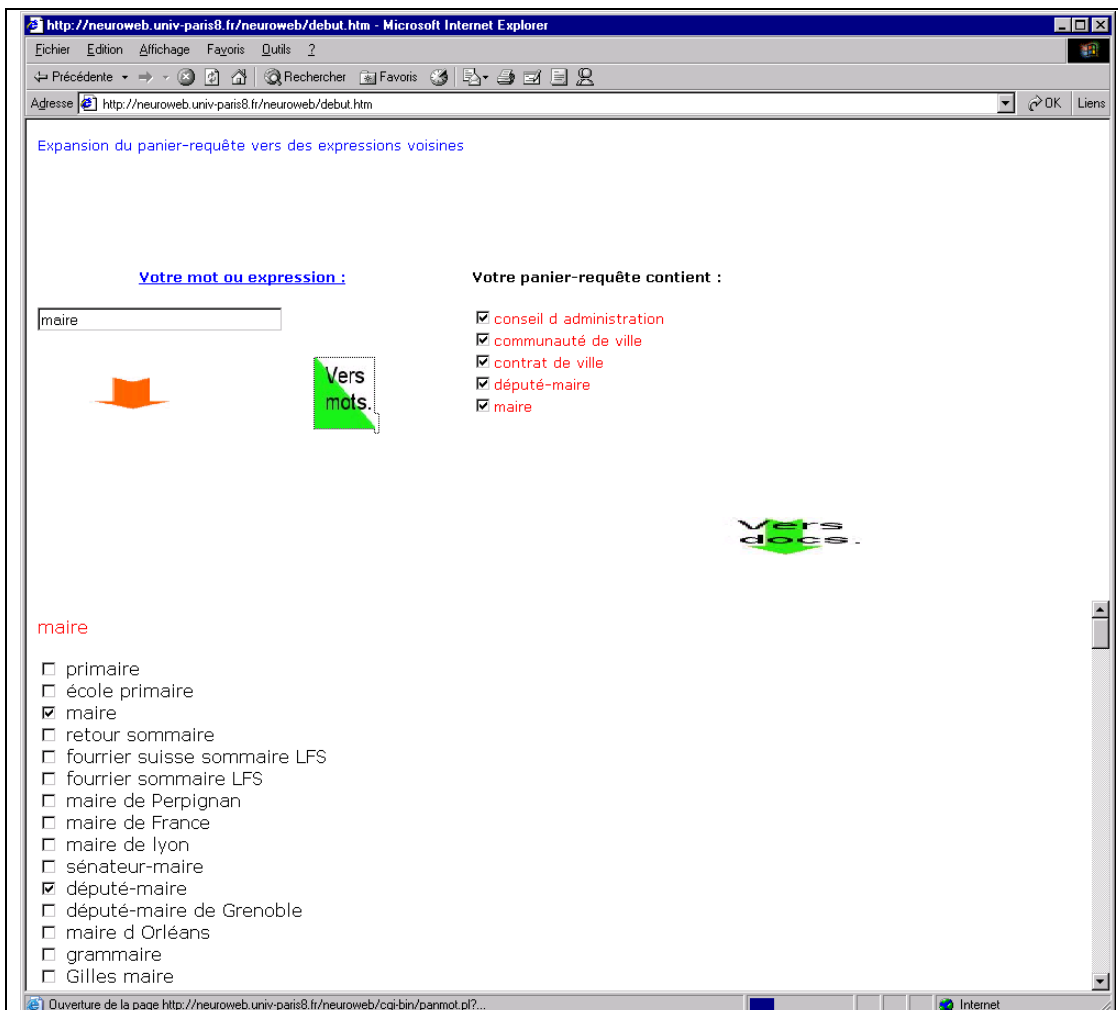 http://neuroweb.univ-paris8.fr/neuroweb/debut.htm - Microsoft Internet Explorer
Fichier Edition Affichage Favoris Outils ?
Précédente Rechercher Favoris
Adresse http://neuroweb.univ-paris8.fr/neuroweb/debut.htm OK Liens
Expansion du panier-requête vers des expressions voisines
Votre mot ou expression : Votre panier-requête contient :
maire
conseil d administration
communauté de ville
contrat de ville
député-maire
maire
Vers
mots.
Vers
docs.
maire
primaire
école primaire
maire
retour sommaire
fourrier suisse sommaire LFS
fourrier sommaire LFS
maire de Perpignan
maire de France
maire de lyon
sénateur-maire
député-maire
député-maire de Grenoble
maire d Orléans
grammaire
Gilles maire
Ouverture de la page http://neuroweb.univ-paris8.fr/neuroweb/cgi-bin/panmot.pl?... Internet